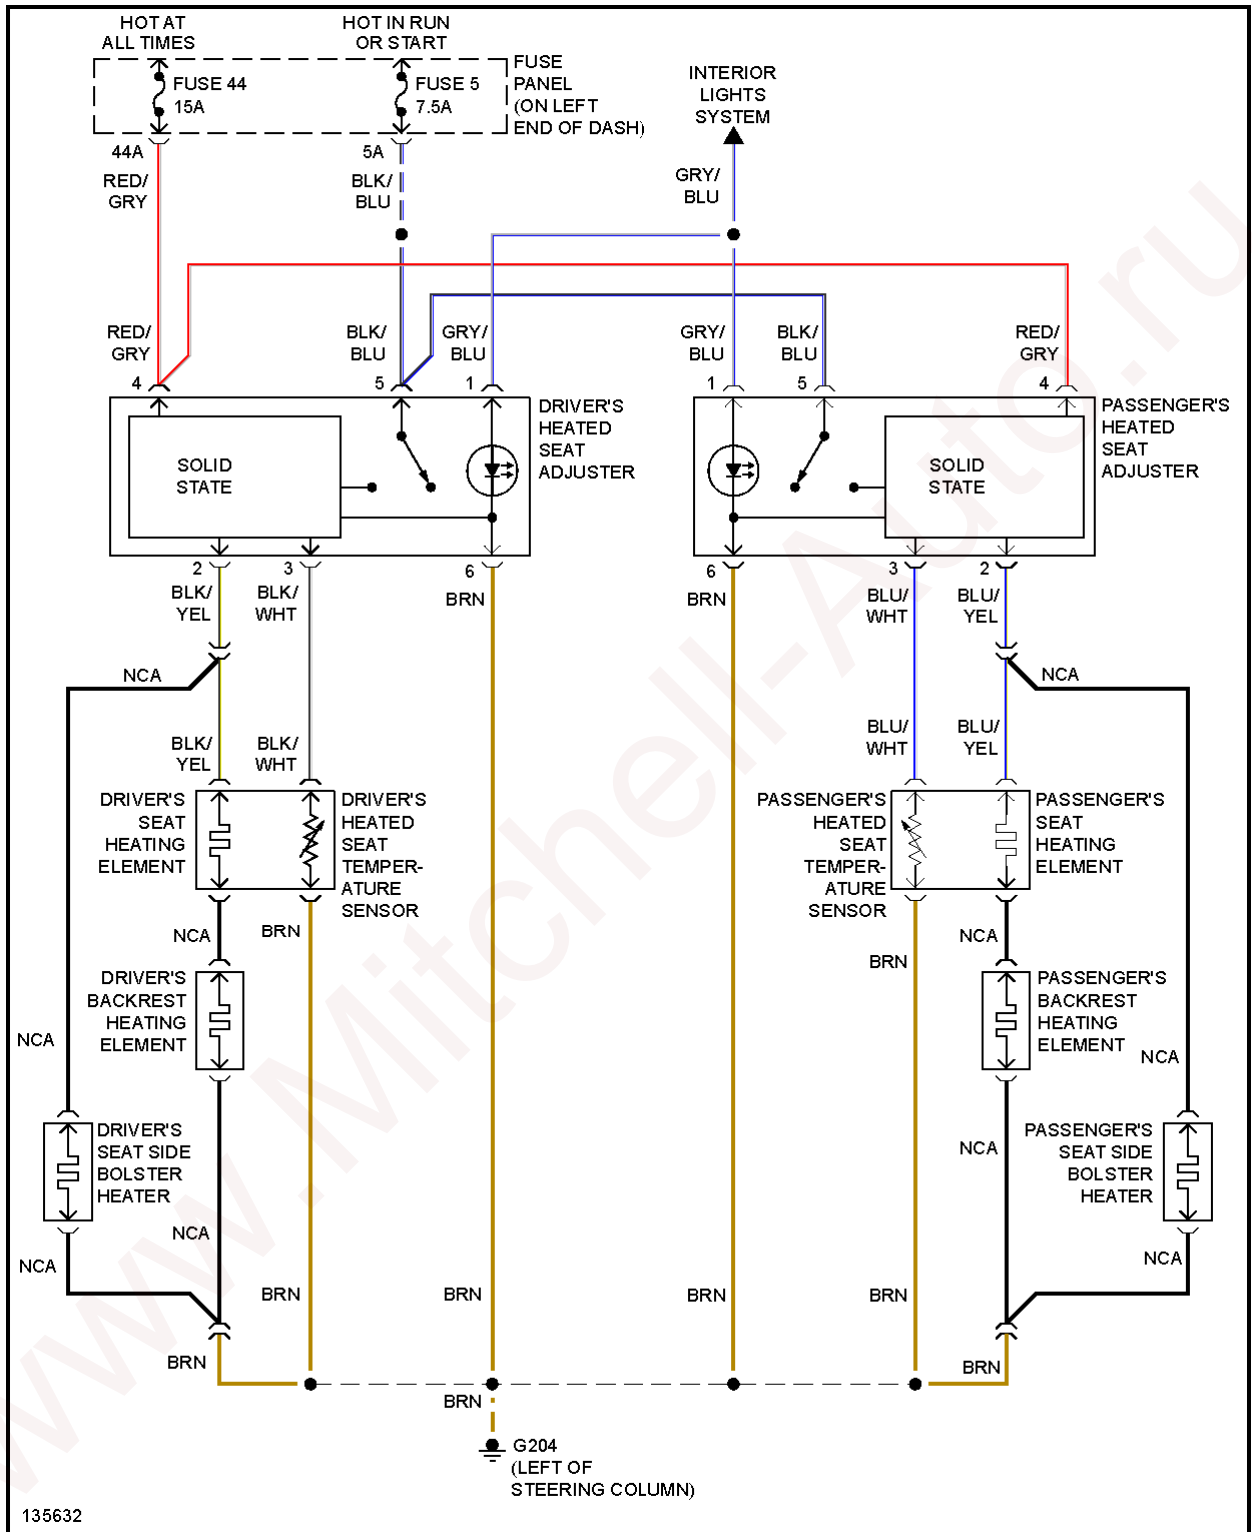 HOT AT
ALL TIMES
HOT IN RUN
OR START
FUSE 44
15A
FUSE 5
7.5A
FUSE
PANEL
(ON LEFT
END OF DASH)
INTERIOR
LIGHTS
SYSTEM
44A
5A
RED/
GRY
BLK/
BLU
GRY/
BLU
RED/
GRY
BLK/
BLU
GRY/
BLU
GRY/
BLU
BLK/
BLU
RED/
GRY
4
5
1
1
5
4
SOLID
STATE
DRIVER'S
HEATED
SEAT
ADJUSTER
SOLID
STATE
PASSENGER'S
HEATED
SEAT
ADJUSTER
2
3
6
6
3
2
BLK/
YEL
BLK/
WHT
BRN
BRN
BLU/
WHT
BLU/
YEL
NCA
NCA
BLK/
YEL
BLK/
WHT
BLU/
WHT
BLU/
YEL
DRIVER'S
SEAT
HEATING
ELEMENT
DRIVER'S
HEATED
SEAT
TEMPER-
ATURE
SENSOR
PASSENGER'S
HEATED
SEAT
TEMPER-
ATURE
SENSOR
PASSENGER'S
SEAT
HEATING
ELEMENT
NCA
BRN
BRN
NCA
DRIVER'S
BACKREST
HEATING
ELEMENT
PASSENGER'S
BACKREST
HEATING
ELEMENT
NCA
NCA
DRIVER'S
SEAT SIDE
BOLSTER
HEATER
NCA
PASSENGER'S
SEAT SIDE
BOLSTER
HEATER
NCA
NCA
NCA
BRN
BRN
BRN
BRN
NCA
BRN
BRN
BRN
G204
(LEFT OF
STEERING COLUMN)
135632
www.Mitchell-Auto.ru